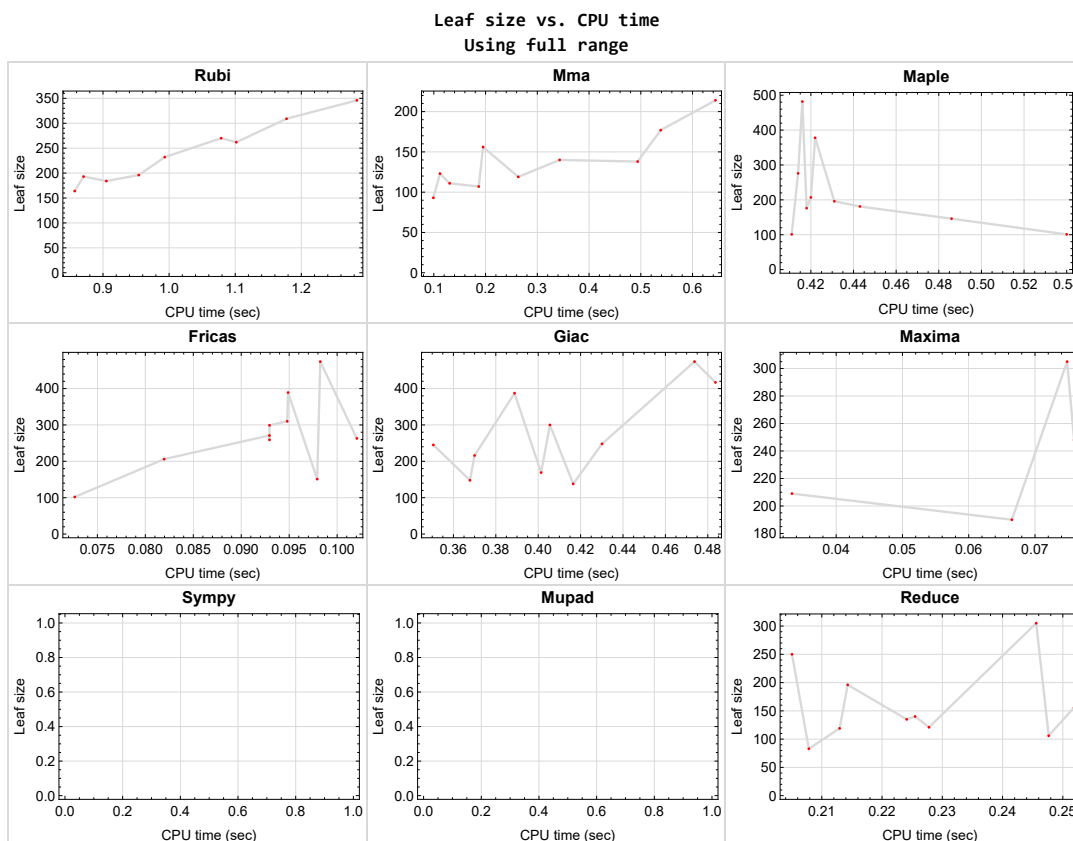 Leaf size vs. CPU time
Using full range
Rubi
Leaf size
350
300
250
200
150
100
50
0
0.9 1.0 1.1 1.2
CPU time (sec)
Mma
Leaf size
200
150
100
50
0
0.1 0.2 0.3 0.4 0.5 0.6
CPU time (sec)
Maple
Leaf size
500
400
300
200
100
0
0.42 0.44 0.46 0.48 0.50 0.52
CPU time (sec)
Fricas
Leaf size
400
300
200
100
0
0.075 0.080 0.085 0.090 0.095 0.100
CPU time (sec)
Giac
Leaf size
400
300
200
100
0
0.36 0.38 0.40 0.42 0.44 0.46 0.48
CPU time (sec)
Maxima
Leaf size
300
280
260
240
220
200
180
0.04 0.05 0.06 0.07
CPU time (sec)
Sympy
Leaf size
1.0
0.8
0.6
0.4
0.2
0.0
0.0 0.2 0.4 0.6 0.8 1.0
CPU time (sec)
Mupad
Leaf size
1.0
0.8
0.6
0.4
0.2
0.0
0.0 0.2 0.4 0.6 0.8 1.0
CPU time (sec)
Reduce
Leaf size
300
250
200
150
100
50
0
0.21 0.22 0.23 0.24 0.25
CPU time (sec)